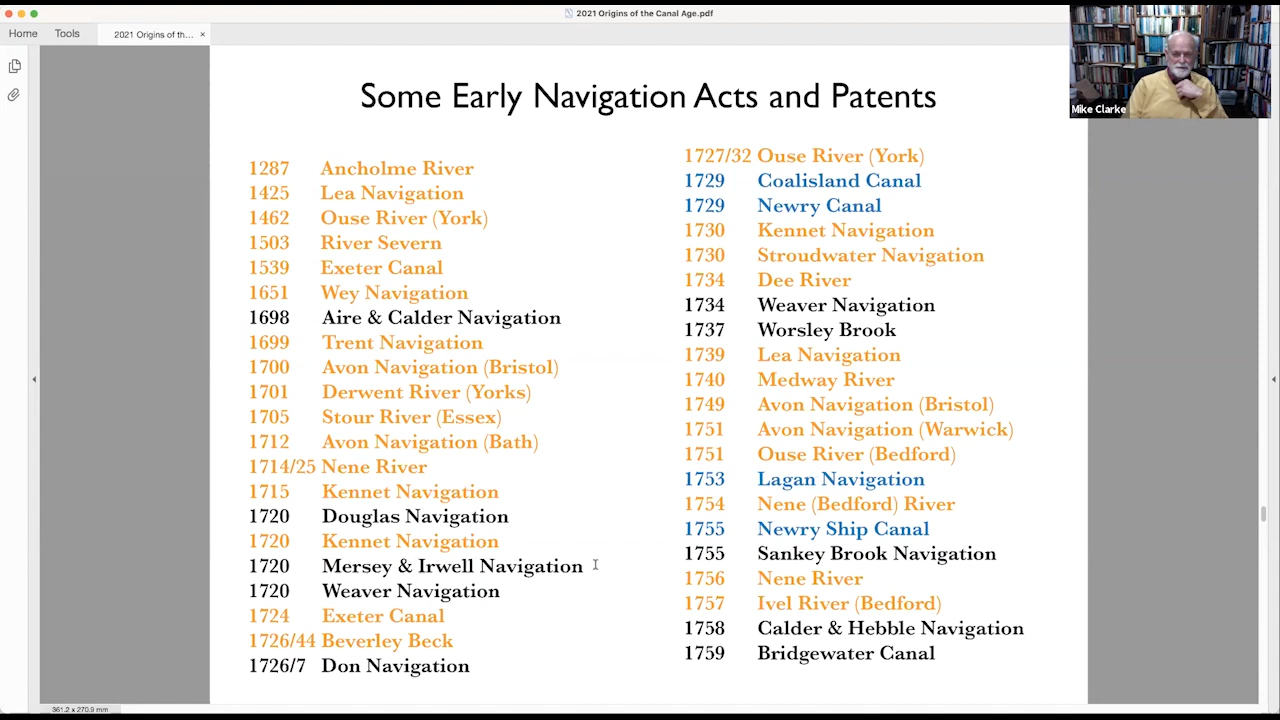 2021 Origins of the Canal Age.pdf
Home Tools 2021 Origins of th... ×
Mike Clarke
Some Early Navigation Acts and Patents
1287 Ancholme River
1425 Lea Navigation
1462 Ouse River (York)
1503 River Severn
1539 Exeter Canal
1651 Wey Navigation
1698 Aire & Calder Navigation
1699 Trent Navigation
1700 Avon Navigation (Bristol)
1701 Derwent River (Yorks)
1705 Stour River (Essex)
1712 Avon Navigation (Bath)
1714/25 Nene River
1715 Kennet Navigation
1720 Douglas Navigation
1720 Kennet Navigation
1720 Mersey & Irwell Navigation
1720 Weaver Navigation
1724 Exeter Canal
1726/44 Beverley Beck
1726/7 Don Navigation
1727/32 Ouse River (York)
1729 Coalisland Canal
1729 Newry Canal
1730 Kennet Navigation
1730 Stroudwater Navigation
1734 Dee River
1734 Weaver Navigation
1737 Worsley Brook
1739 Lea Navigation
1740 Medway River
1749 Avon Navigation (Bristol)
1751 Avon Navigation (Warwick)
1751 Ouse River (Bedford)
1753 Lagan Navigation
1754 Nene (Bedford) River
1755 Newry Ship Canal
1755 Sankey Brook Navigation
1756 Nene River
1757 Ivel River (Bedford)
1758 Calder & Hebble Navigation
1759 Bridgewater Canal
361.2 x 270.9 mm